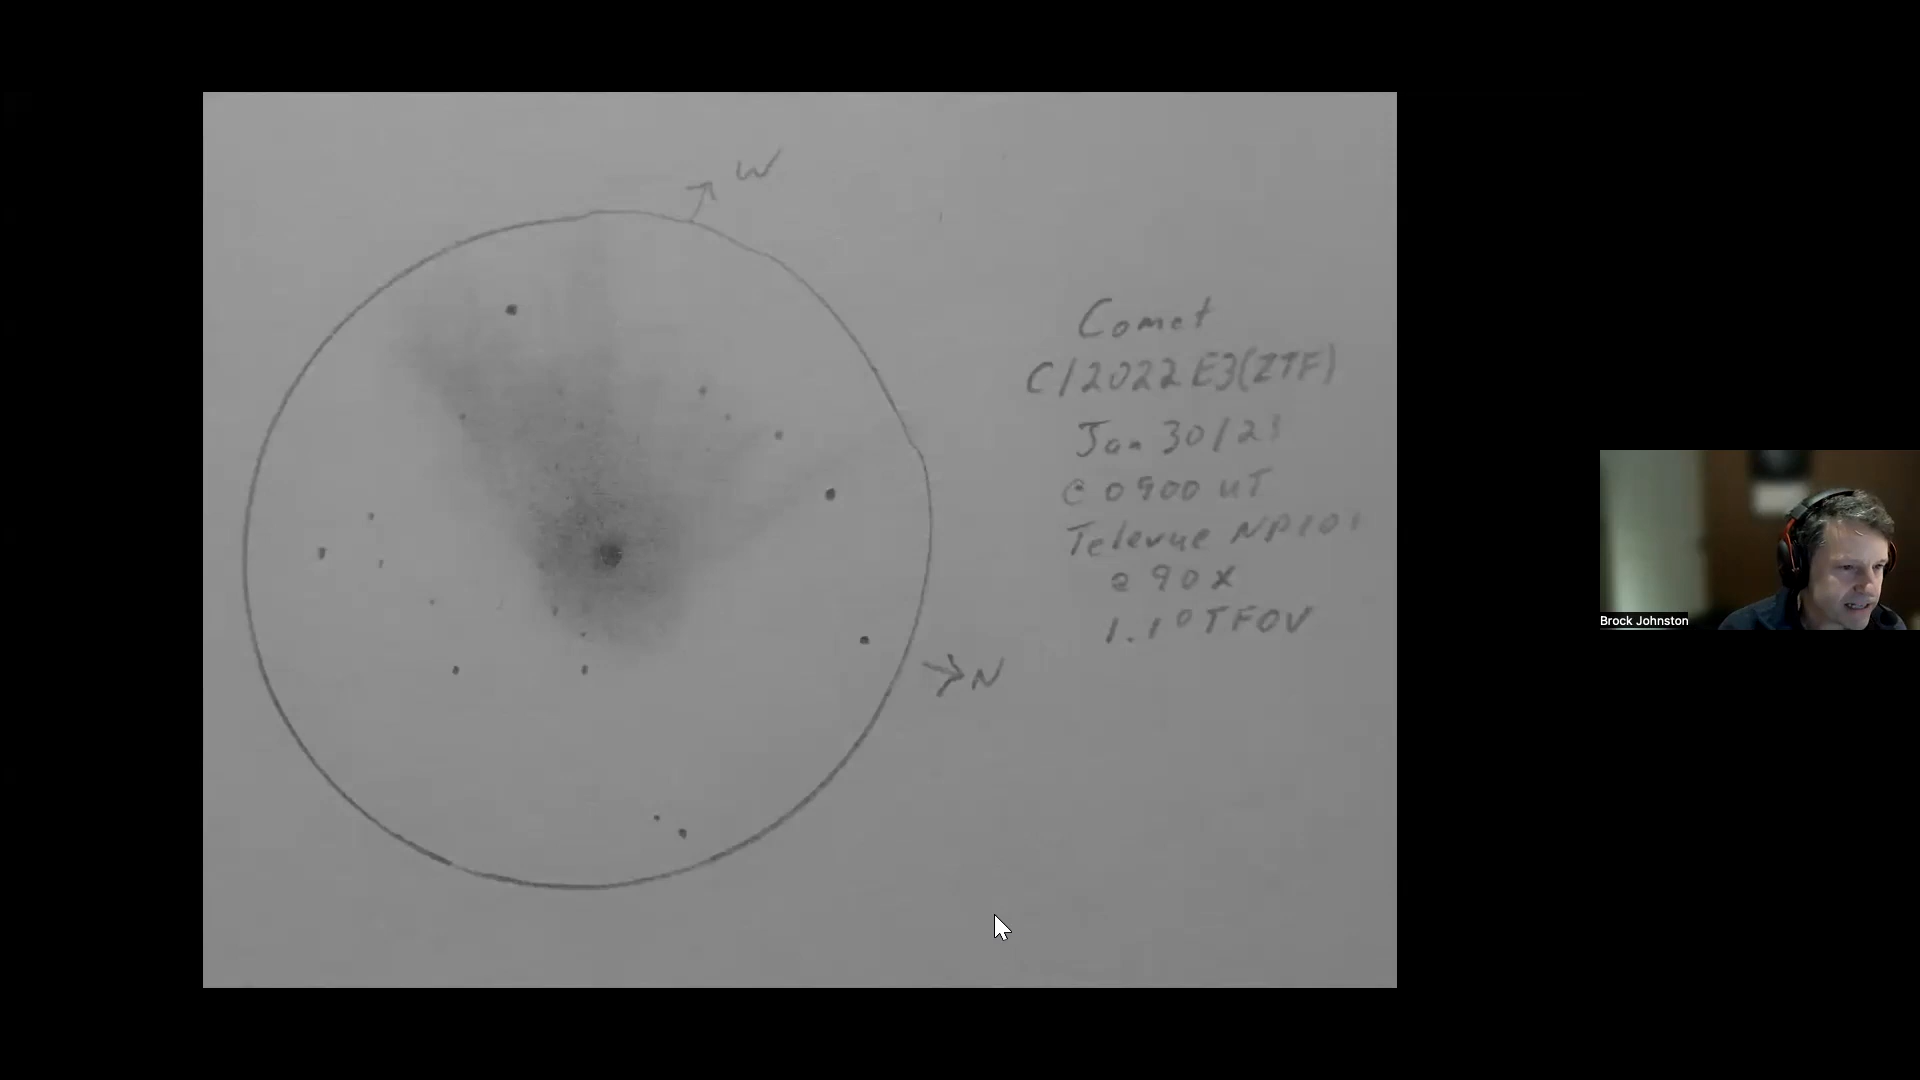 W
Comet
C/2022 E3(ZTF)
Jan 30/23
@ 0900 UT
Televue NP101
@ 90x
1.1° TFOV
N
Brock Johnston